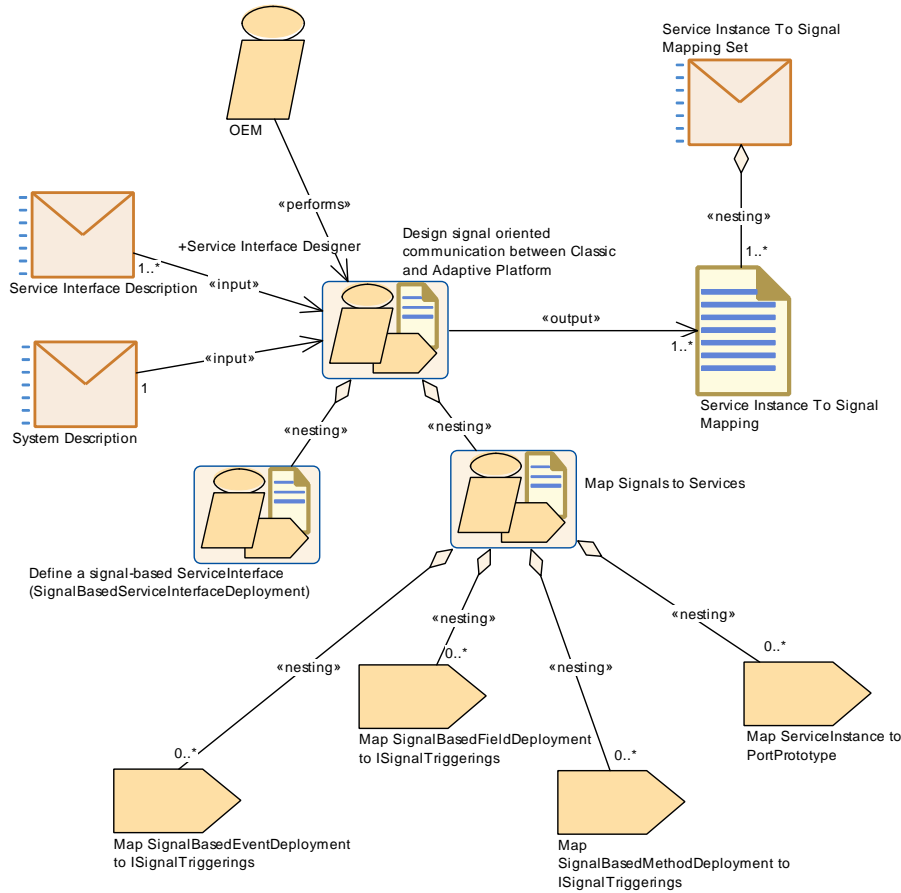 Service Instance To Signal
Mapping Set
OEM
«performs»
«nesting»
+Service Interface Designer
Design signal oriented
communication between Classic
and Adaptive Platform
1..*
1..*
Service Interface Description
«input»
«output»
1..*
«input»
1
System Description
Service Instance To Signal
Mapping
«nesting»
«nesting»
Map Signals to Services
Define a signal-based ServiceInterface
(SignalBasedServiceInterfaceDeployment)
«nesting»
«nesting»
«nesting»
«nesting»
0..*
0..*
Map ServiceInstance to
PortPrototype
Map SignalBasedFieldDeployment
to ISignalTriggerings
0..*
0..*
Map SignalBasedEventDeployment
to ISignalTriggerings
Map
SignalBasedMethodDeployment to
ISignalTriggerings